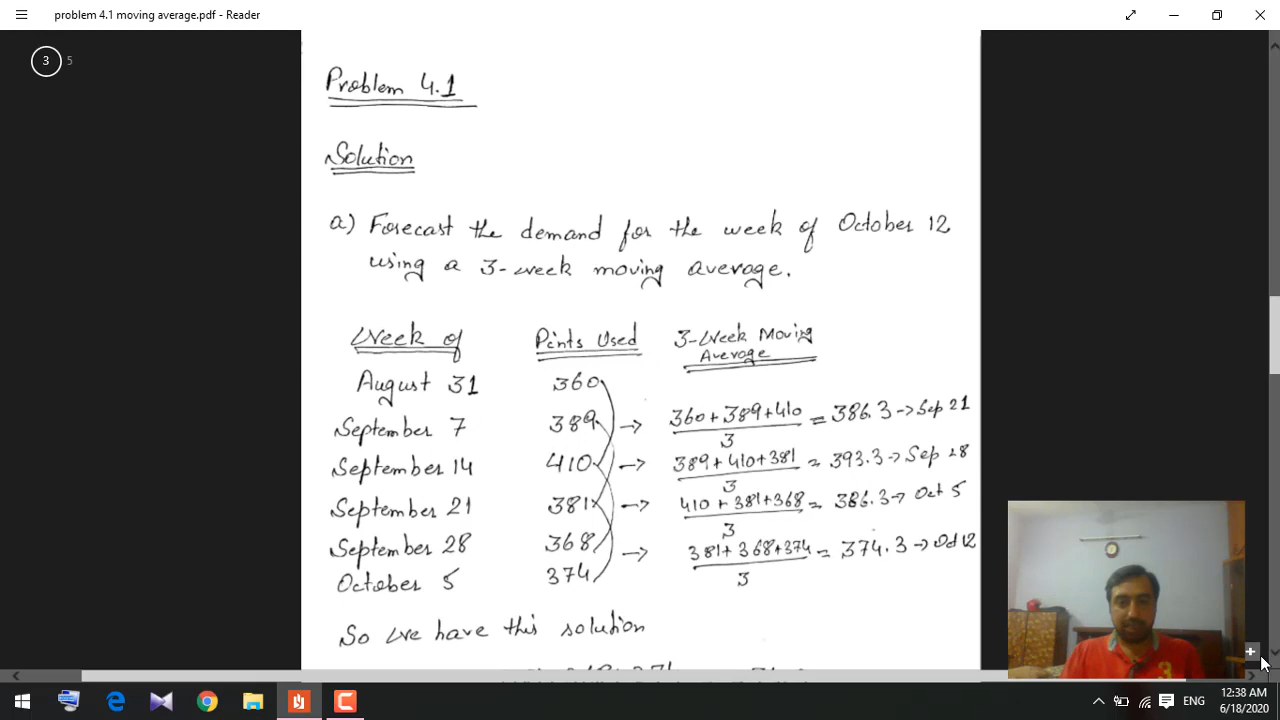 problem 4.1 moving average.pdf - Reader
3 5
Problem 4.1
Solution
a) Forecast the demand for the week of October 12
using a 3-week moving average.
Week of Pints Used 3-Week Moving
Average
August 31 360
September 7 389 → 360+389+410 / 3 = 386.3 → Sep 21
September 14 410 → 389+410+381 / 3 = 393.3 → Sep 28
September 21 381 → 410+381+368 / 3 = 386.3 → Oct 5
September 28 368 → 381+368+374 / 3 = 374.3 → Oct 12
October 5 374
So we have this solution
ENG
12:38 AM
6/18/2020